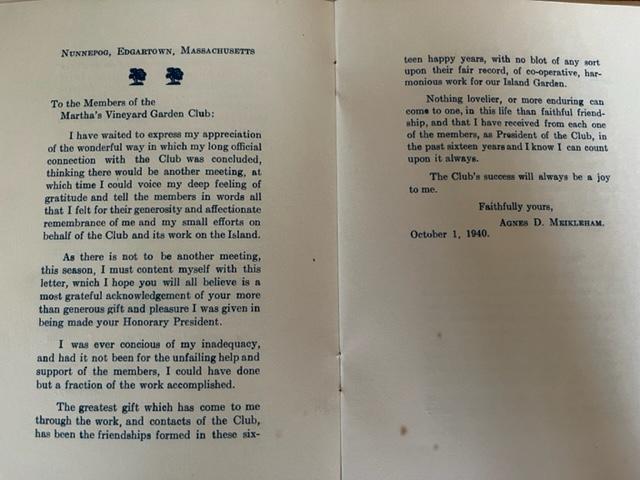 Nunnepog, Edgartown, Massachusetts
To the Members of the
Martha's Vineyard Garden Club:
I have waited to express my appreciation
of the wonderful way in which my long official
connection with the Club was concluded,
thinking there would be another meeting, at
which time I could voice my deep feeling of
gratitude and tell the members in words all
that I felt for their generosity and affectionate
remembrance of me and my small efforts on
behalf of the Club and its work on the Island.
As there is not to be another meeting,
this season, I must content myself with this
letter, which I hope you will all believe is a
most grateful acknowledgement of your more
than generous gift and pleasure I was given in
being made your Honorary President.
I was ever concious of my inadequacy,
and had it not been for the unfailing help and
support of the members, I could have done
but a fraction of the work accomplished.
The greatest gift which has come to me
through the work, and contacts of the Club,
has been the friendships formed in these six-
teen happy years, with no blot of any sort
upon their fair record, of co-operative, har-
monious work for our Island Garden.
Nothing lovelier, or more enduring can
come to one, in this life than faithful friend-
ship, and that I have received from each one
of the members, as President of the Club, in
the past sixteen years and I know I can count
upon it always.
The Club's success will always be a joy
to me.
Faithfully yours,
Agnes D. Meikleham.
October 1, 1940.